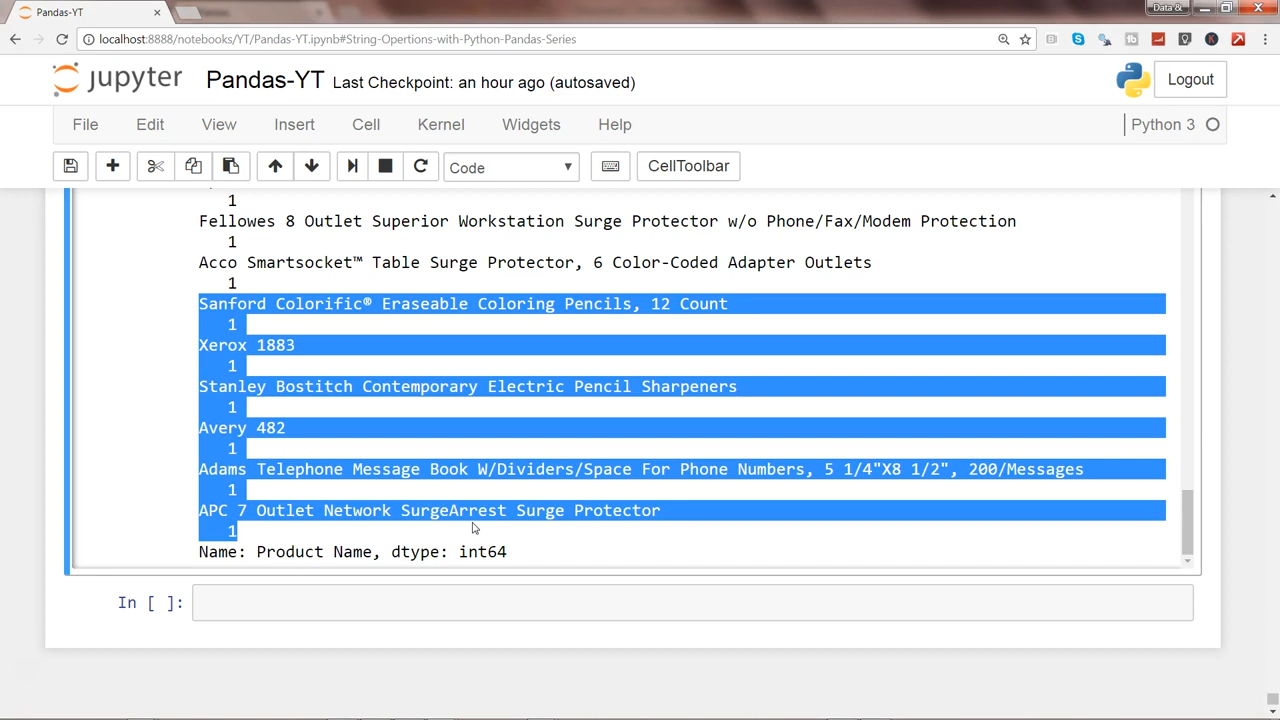 Pandas-YT
Data &
localhost:8888/notebooks/YT/Pandas-YT.ipynb#String-Opertions-with-Python-Pandas-Series
jupyter Pandas-YT Last Checkpoint: an hour ago (autosaved)
Logout
File Edit View Insert Cell Kernel Widgets Help
Python 3
Code
CellToolbar
1
Fellowes 8 Outlet Superior Workstation Surge Protector w/o Phone/Fax/Modem Protection
1
Acco Smartsocket™ Table Surge Protector, 6 Color-Coded Adapter Outlets
1
Sanford Colorific® Eraseable Coloring Pencils, 12 Count
1
Xerox 1883
1
Stanley Bostitch Contemporary Electric Pencil Sharpeners
1
Avery 482
1
Adams Telephone Message Book W/Dividers/Space For Phone Numbers, 5 1/4"X8 1/2", 200/Messages
1
APC 7 Outlet Network SurgeArrest Surge Protector
1
Name: Product Name, dtype: int64
In [ ]: